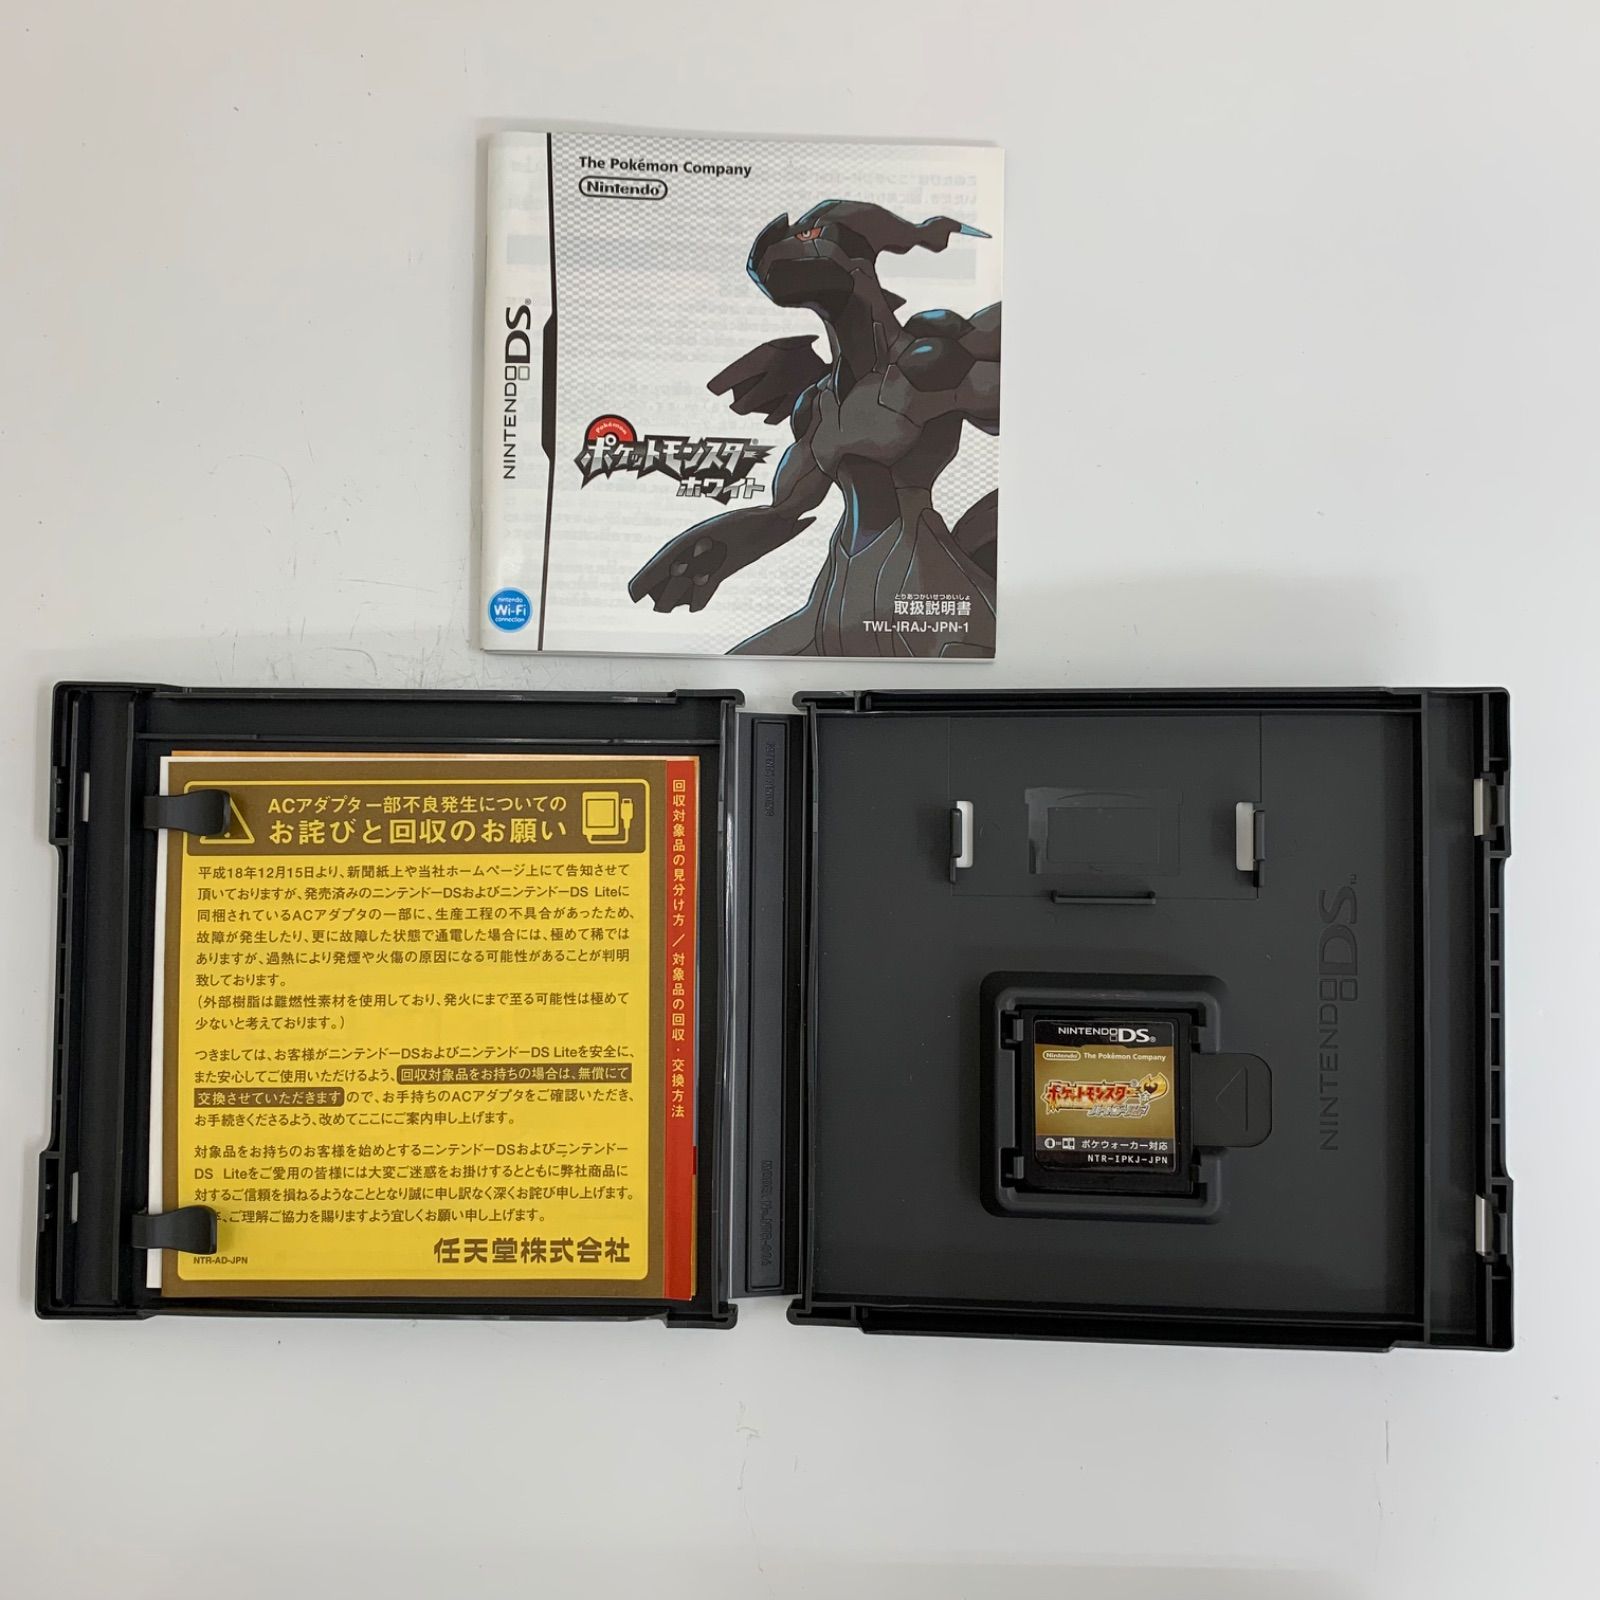 The Pokémon Company
Nintendo
NINTENDO DS
Pokémon
ポケットモンスター
ホワイト
nintendo
Wi-Fi
connection
とりあつかいせつめいしょ
取扱説明書
TWL-IRAJ-JPN-1
ACアダプター部不良発生についての
お詫びと回収のお願い
平成18年12月15日より、新聞紙上や当社ホームページ上にて告知させて
頂いておりますが、発売済みのニンテンドーDSおよびニンテンドーDS Liteに
同梱されているACアダプタの一部に、生産工程の不具合があったため、
故障が発生したり、更に故障した状態で通電した場合には、極めて稀では
ありますが、過熱により発煙や火傷の原因になる可能性があることが判明
致しております。
(外部樹脂は難燃性素材を使用しており、発火にまで至る可能性は極めて
少ないと考えております。)
つきましては、お客様がニンテンドーDSおよびニンテンドーDS Liteを安全に、
また安心してご使用いただけるよう、回収対象品をお持ちの場合は、無償にて
交換させていただきますので、お手持ちのACアダプタをご確認いただき、
お手続きくださるよう、改めてここにご案内申し上げます。
対象品をお持ちのお客様を始めとするニンテンドーDSおよびニンテンドー
DS Liteをご愛用の皆様には大変ご迷惑をお掛けするとともに弊社商品に
対するご信頼を損ねるようなこととなり誠に申し訳なく深くお詫び申し上げます。
ご理解ご協力を賜りますよう宜しくお願い申し上げます。
NTR-AD-JPN
任天堂株式会社
回収対象品の見分け方/対象品の回収・交換方法
NINTENDO DS
Nintendo The Pokémon Company
ポケットモンスター
ポケウォーカー対応
NTR-IPKJ-JPN
NINTENDO DS™